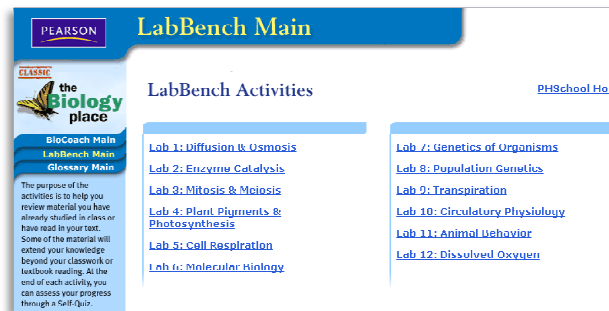 PEARSON
LabBench Main
CLASSIC
the
Biology
place
BioCoach Main
LabBench Main
Glossary Main
The purpose of the
activities is to help you
review material you have
already studied in class or
have read in your text.
Some of the material will
extend your knowledge
beyond your classwork or
textbook reading. At the
end of each activity, you
can assess your progress
through a Self-Quiz.
LabBench Activities
PHSchool Ho
Lab 1: Diffusion & Osmosis
Lab 2: Enzyme Catalysis
Lab 3: Mitosis & Meiosis
Lab 4: Plant Pigments &
Photosynthesis
Lab 5: Cell Respiration
Lab 6: Molecular Biology
Lab 7: Genetics of Organisms
Lab 8: Population Genetics
Lab 9: Transpiration
Lab 10: Circulatory Physiology
Lab 11: Animal Behavior
Lab 12: Dissolved Oxygen